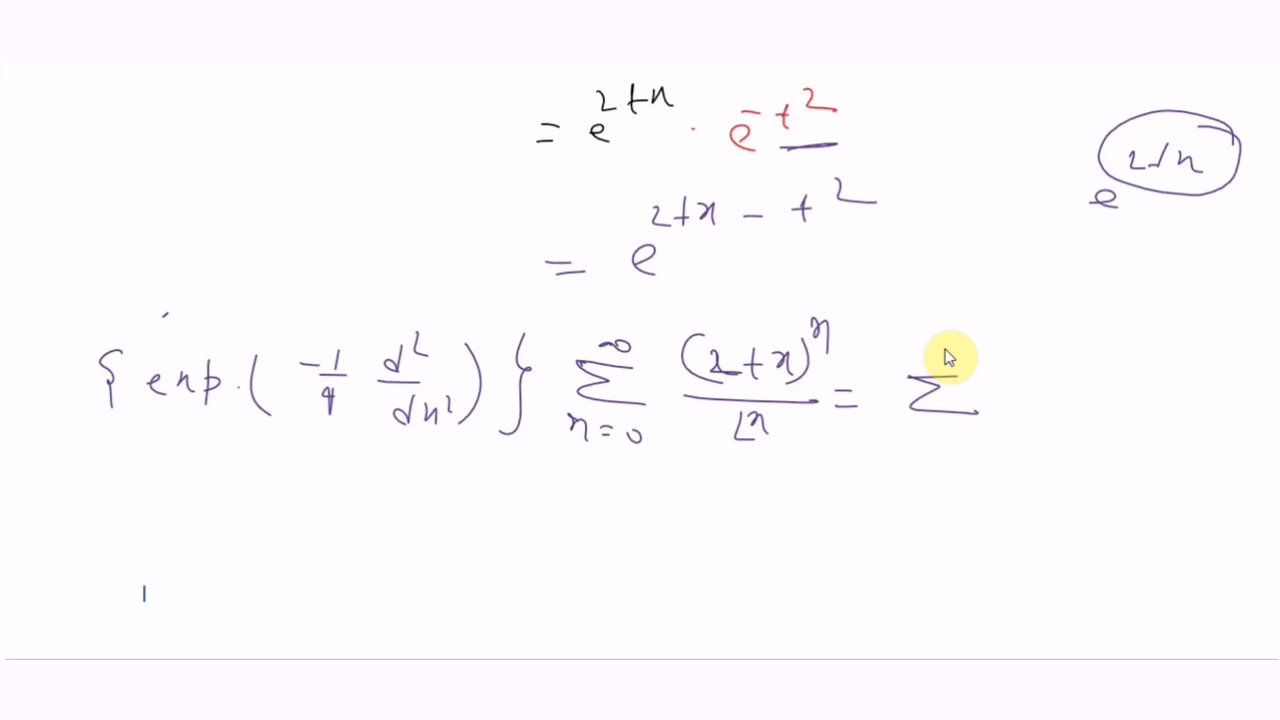 = e^{2tx} · e^{-t^2}
e^{2tx}
= e^{2tx - t^2}
{ exp. ( -1/4 d^2/dx^2 ) } ∑_{n=0}^{∞} (2tx)^n / ⌊n = ∑